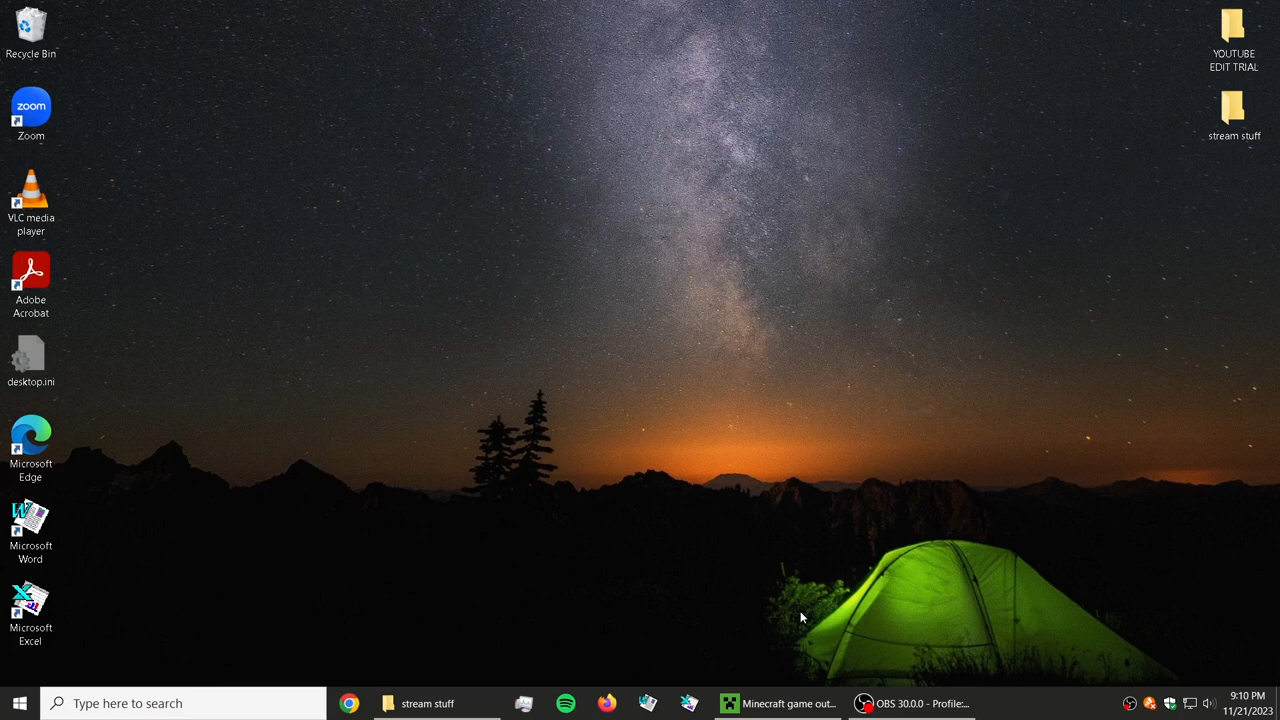 Recycle Bin
zoom
Zoom
VLC media
player
Adobe
Acrobat
desktop.ini
Microsoft
Edge
Microsoft
Word
Microsoft
Excel
YOUTUBE
EDIT TRIAL
stream stuff
Type here to search
stream stuff
Minecraft game out...
OBS 30.0.0 - Profile:...
9:10 PM
11/21/2023